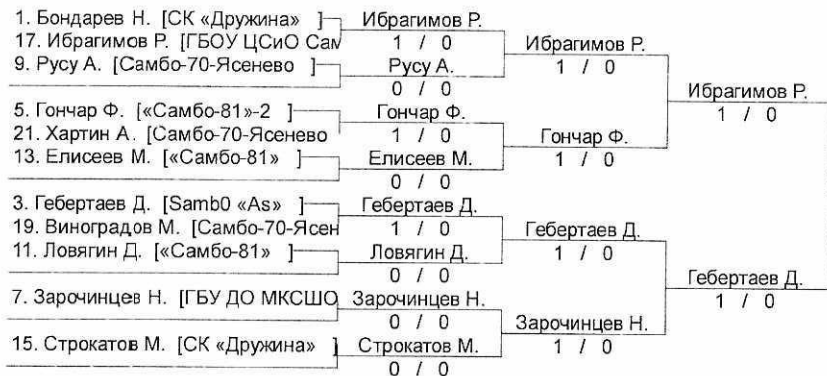 1. Бондарев Н. [СК «Дружина» ]
Ибрагимов Р.
17. Ибрагимов Р. [ГБОУ ЦСиО Сам
1 / 0
Ибрагимов Р.
9. Русу А. [Самбо-70-Ясенево ]
Русу А.
1 / 0
0 / 0
Ибрагимов Р.
5. Гончар Ф. [«Самбо-81»-2 ]
Гончар Ф.
1 / 0
21. Хартин А. [Самбо-70-Ясенево
1 / 0
Гончар Ф.
13. Елисеев М. [«Самбо-81» ]
Елисеев М.
1 / 0
0 / 0
3. Гебертаев Д. [Samb0 «As» ]
Гебертаев Д.
19. Виноградов М. [Самбо-70-Ясен
1 / 0
Гебертаев Д.
11. Ловягин Д. [«Самбо-81» ]
Ловягин Д.
1 / 0
0 / 0
Гебертаев Д.
7. Зарочинцев Н. [ГБУ ДО МКСШО
Зарочинцев Н.
1 / 0
0 / 0
Зарочинцев Н.
15. Строкатов М. [СК «Дружина» ]
Строкатов М.
1 / 0
0 / 0